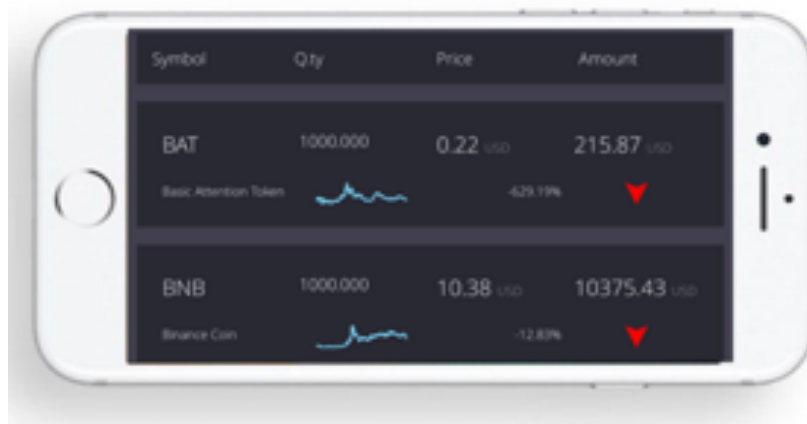 Symbol Q.ty Price Amount
BAT 1000.000 0.22 USD 215.87 USD
Basic Attention Token -629.19%
BNB 1000.000 10.38 USD 10375.43 USD
Binance Coin -12.83%